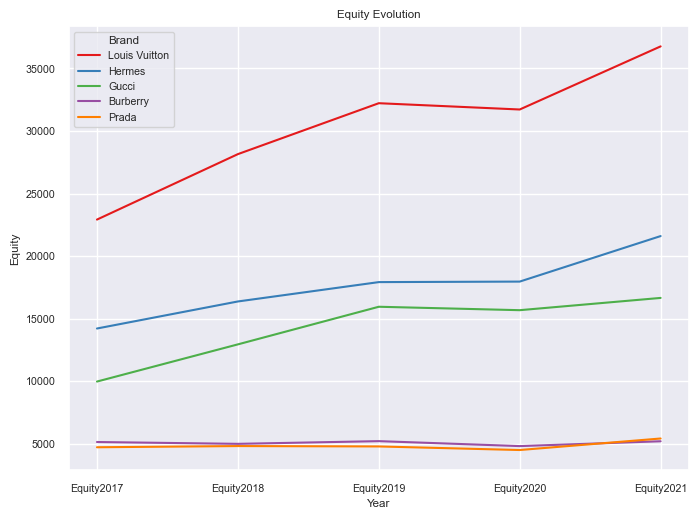 Equity Evolution
Brand
Louis Vuitton
Hermes
Gucci
Burberry
Prada
Equity
35000
30000
25000
20000
15000
10000
5000
Equity2017 Equity2018 Equity2019 Equity2020 Equity2021
Year